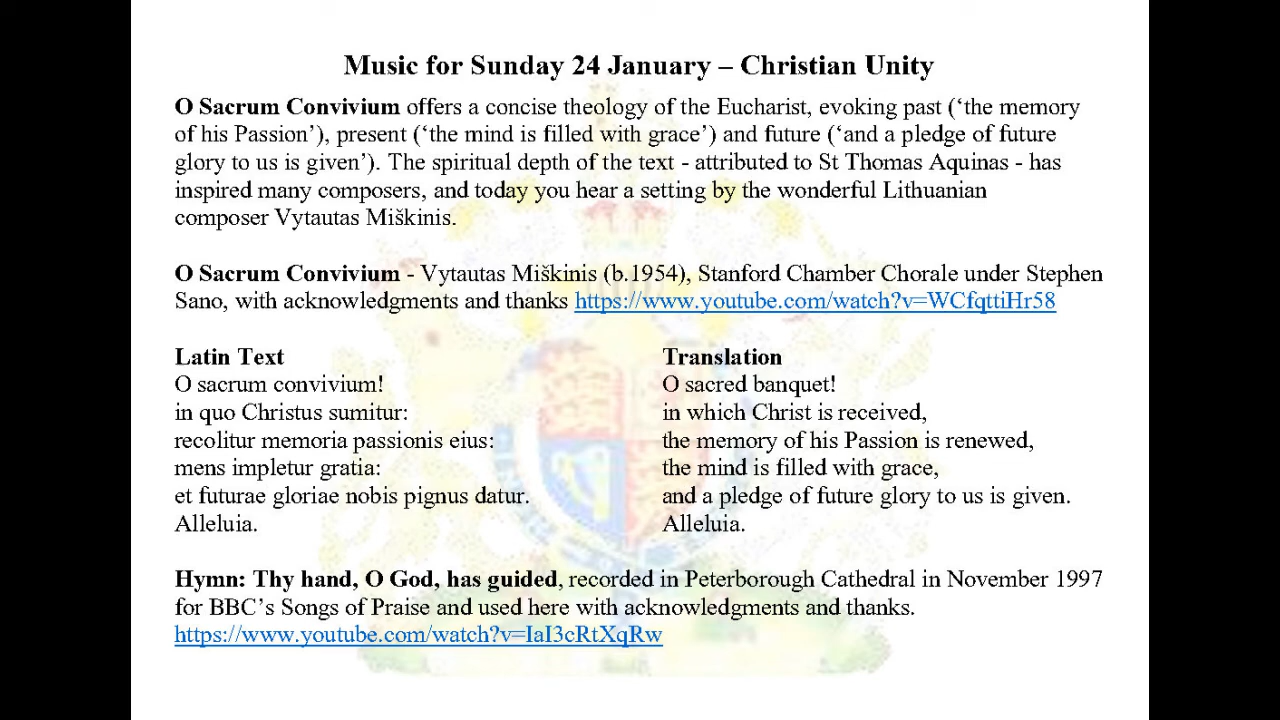 Music for Sunday 24 January – Christian Unity
O Sacrum Convivium offers a concise theology of the Eucharist, evoking past (‘the memory
of his Passion’), present (‘the mind is filled with grace’) and future (‘and a pledge of future
glory to us is given’). The spiritual depth of the text - attributed to St Thomas Aquinas - has
inspired many composers, and today you hear a setting by the wonderful Lithuanian
composer Vytautas Miškinis.
O Sacrum Convivium - Vytautas Miškinis (b.1954), Stanford Chamber Chorale under Stephen
Sano, with acknowledgments and thanks https://www.youtube.com/watch?v=WCfqttiHr58
Latin Text
O sacrum convivium!
in quo Christus sumitur:
recolitur memoria passionis eius:
mens impletur gratia:
et futurae gloriae nobis pignus datur.
Alleluia.
Translation
O sacred banquet!
in which Christ is received,
the memory of his Passion is renewed,
the mind is filled with grace,
and a pledge of future glory to us is given.
Alleluia.
Hymn: Thy hand, O God, has guided, recorded in Peterborough Cathedral in November 1997
for BBC’s Songs of Praise and used here with acknowledgments and thanks.
https://www.youtube.com/watch?v=IaI3cRtXqRw